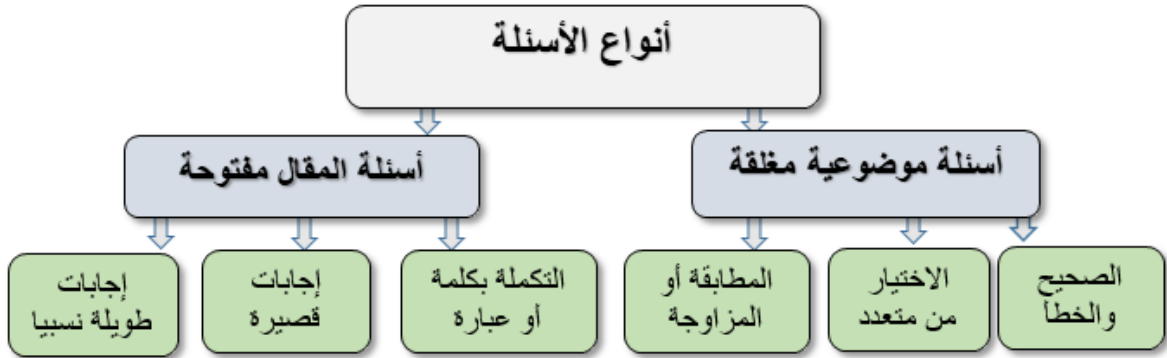 أنواع الأسئلة
أسئلة موضوعية مغلقة
أسئلة المقال مفتوحة
الصحيح
والخطأ
الاختيار
من متعدد
المطابقة أو
المزاوجة
التكملة بكلمة
أو عبارة
إجابات
قصيرة
إجابات
طويلة نسبيا